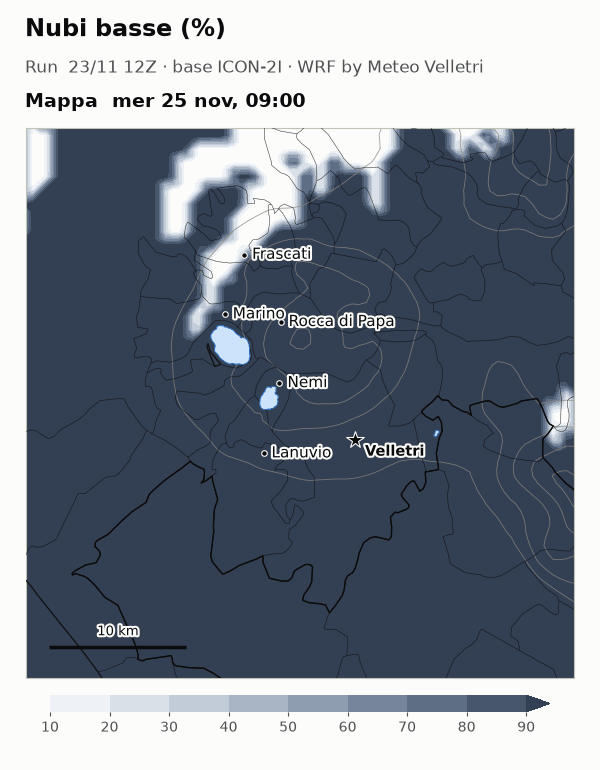 Nubi basse (%)
Run  23/11 12Z · base ICON-2I · WRF by Meteo Velletri
Mappa  mer 25 nov, 09:00
Frascati
Marino
Rocca di Papa
Nemi
Velletri
Lanuvio
10 km
10 20 30 40 50 60 70 80 90